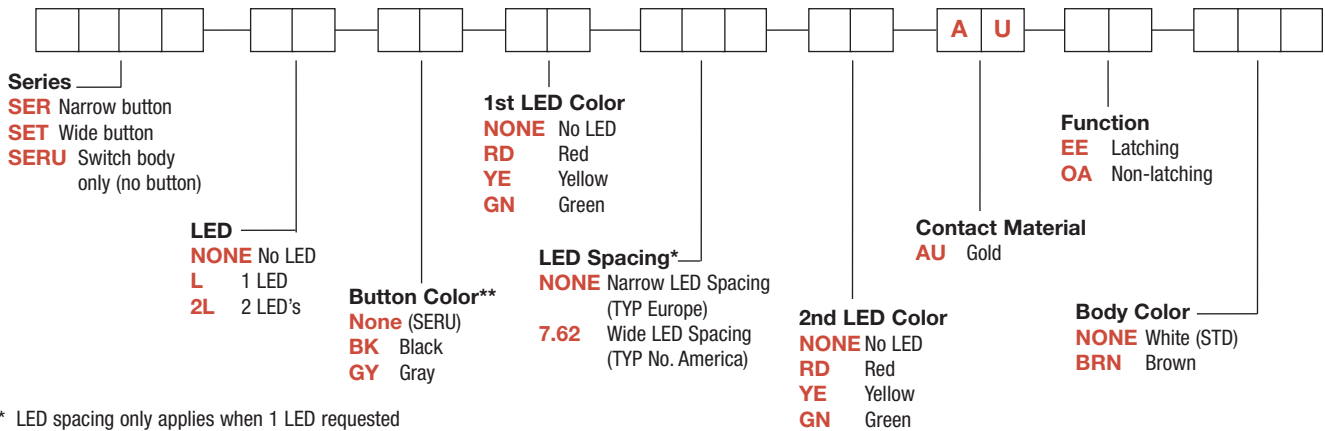 A U
Series
SER Narrow button
SET Wide button
SERU Switch body
only (no button)
LED
NONE No LED
L 1 LED
2L 2 LED's
Button Color**
None (SERU)
BK Black
GY Gray
1st LED Color
NONE No LED
RD Red
YE Yellow
GN Green
LED Spacing*
NONE Narrow LED Spacing
(TYP Europe)
7.62 Wide LED Spacing
(TYP No. America)
2nd LED Color
NONE No LED
RD Red
YE Yellow
GN Green
Contact Material
AU Gold
Function
EE Latching
OA Non-latching
Body Color
NONE White (STD)
BRN Brown
* LED spacing only applies when 1 LED requested